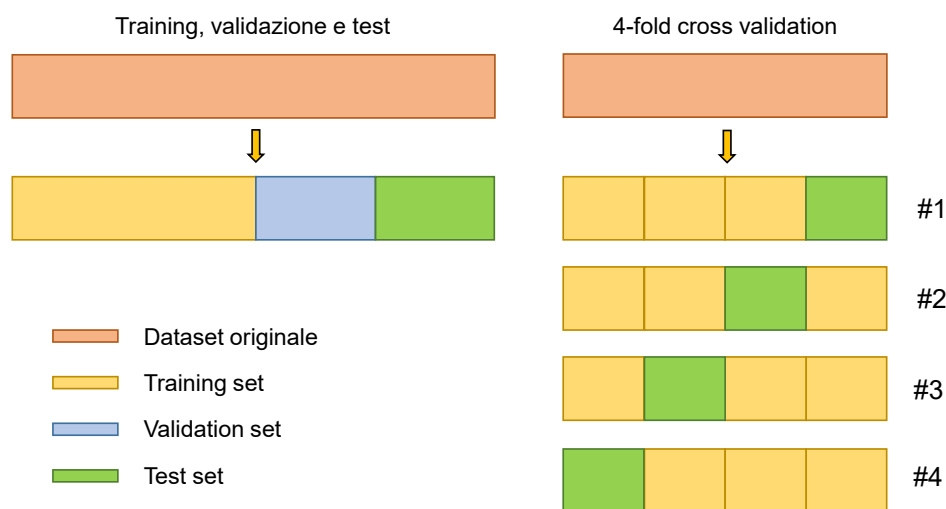 Training, validazione e test
4-fold cross validation
#1
#2
#3
#4
Dataset originale
Training set
Validation set
Test set